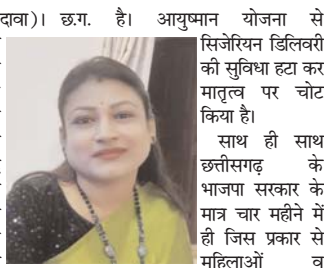 दावा)। छ.ग. है। आयुष्मान योजना से
सिजेरियन डिलिवरी
की सुविधा हटा कर
मातृत्व पर चोट
किया है।
साथ ही साथ
छत्तीसगढ़ के
भाजपा सरकार के
मात्र चार महीने में
ही जिस प्रकार से
महिलाओं व